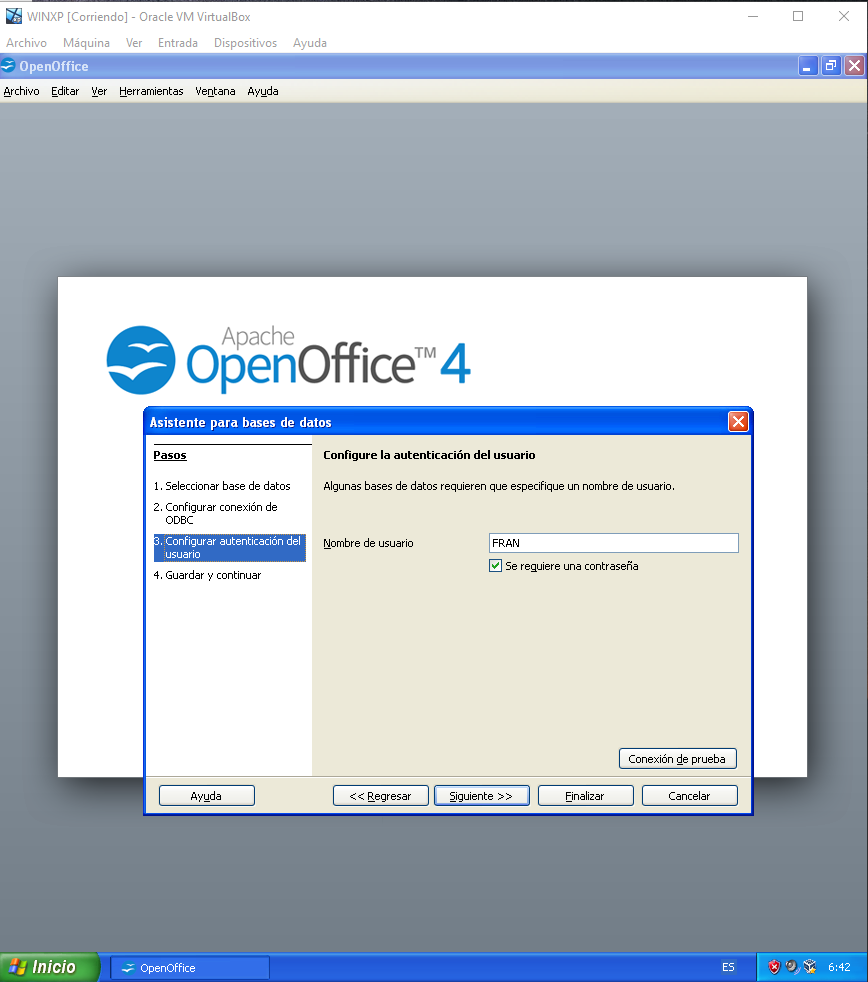 WINXP [Corriendo] - Oracle VM VirtualBox
Archivo Máquina Ver Entrada Dispositivos Ayuda
OpenOffice
Archivo Editar Ver Herramientas Ventana Ayuda
Apache
OpenOffice™ 4
Asistente para bases de datos
Pasos
1. Seleccionar base de datos
2. Configurar conexión de
ODBC
3. Configurar autenticación del
usuario
4. Guardar y continuar
Configure la autenticación del usuario
Algunas bases de datos requieren que especifique un nombre de usuario.
Nombre de usuario FRAN
Se requiere una contraseña
Conexión de prueba
Ayuda << Regresar Siguiente >> Finalizar Cancelar
Inicio OpenOffice ES 6:42